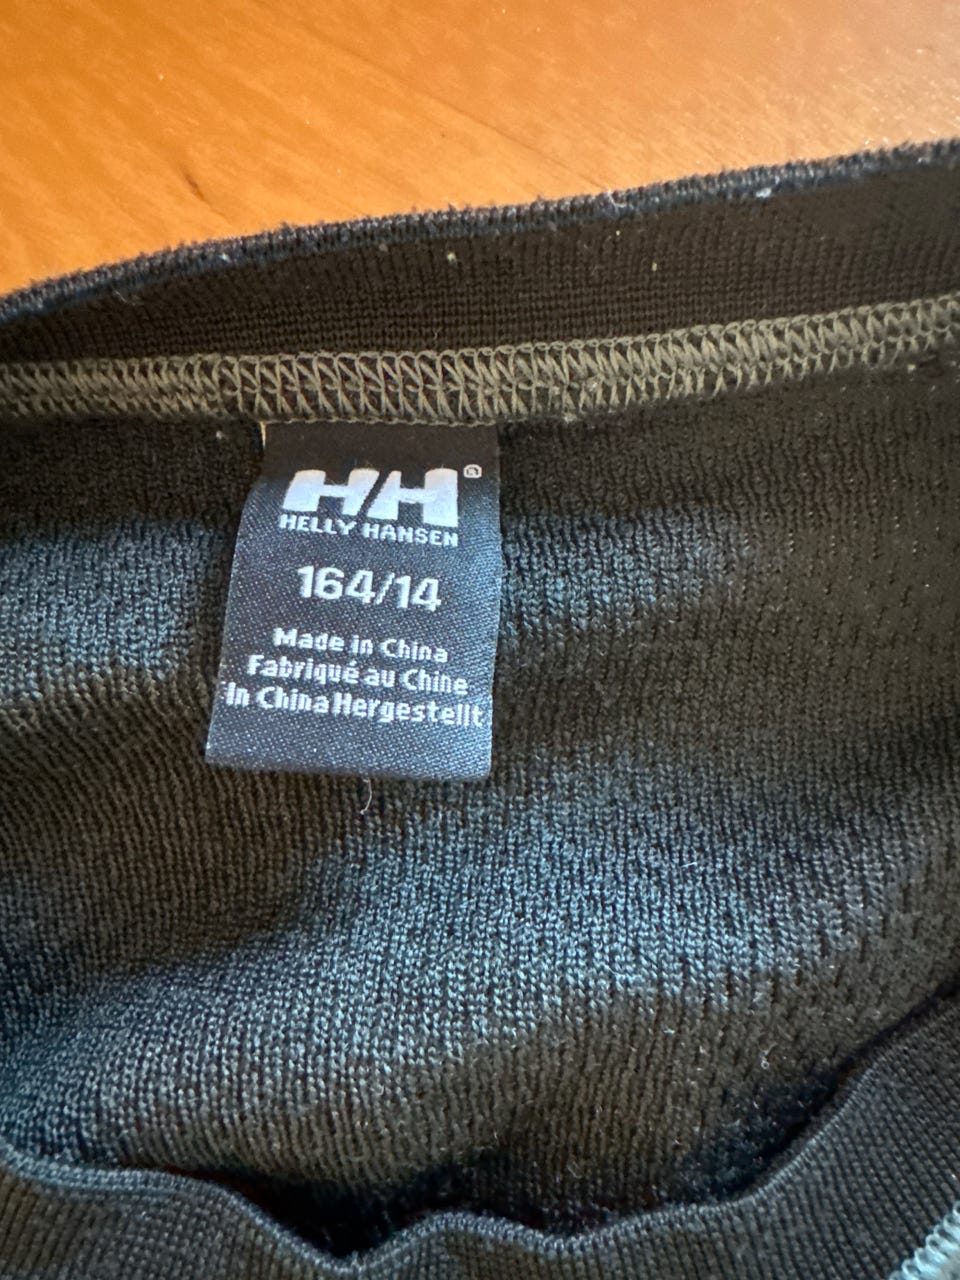 HH®
HELLY HANSEN
164/14
Made in China
Fabriqué au Chine
In China Hergestellt